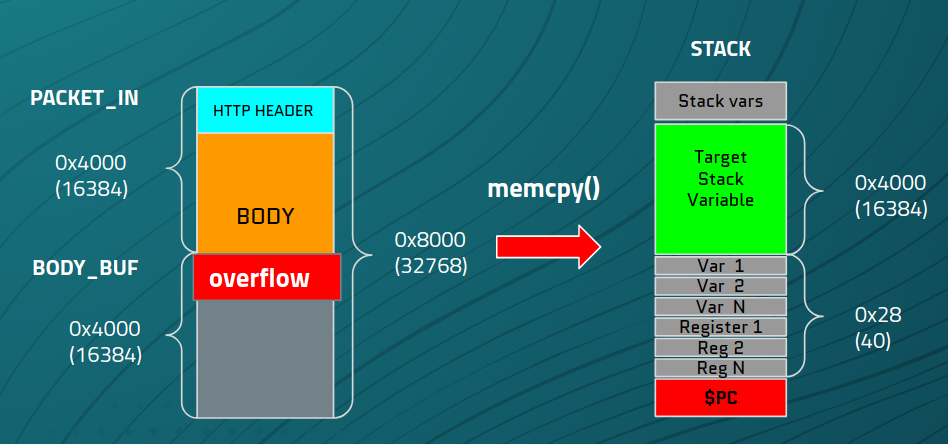 STACK
PACKET_IN
HTTP HEADER
Stack vars
0x4000
(16384)
BODY
Target
Stack
Variable
memcpy()
0x4000
(16384)
0x8000
(32768)
BODY_BUF
overflow
0x4000
(16384)
Var 1
Var 2
Var N
Register 1
Reg 2
Reg N
0x28
(40)
$PC